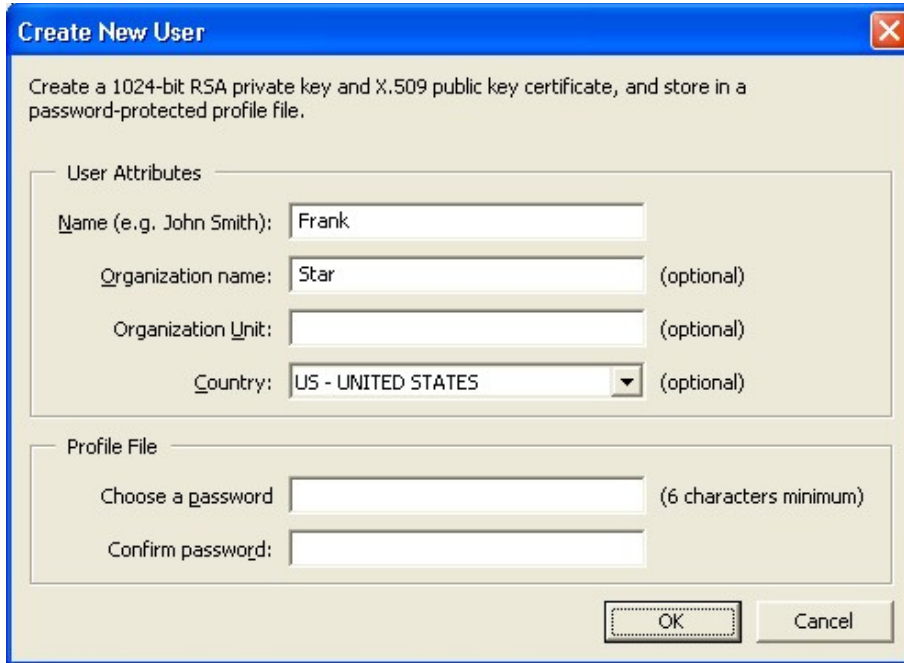 Create New User
Create a 1024-bit RSA private key and X.509 public key certificate, and store in a
password-protected profile file.
User Attributes
Name (e.g. John Smith): Frank
Organization name: Star (optional)
Organization Unit: (optional)
Country: US - UNITED STATES (optional)
Profile File
Choose a password (6 characters minimum)
Confirm password:
OK Cancel